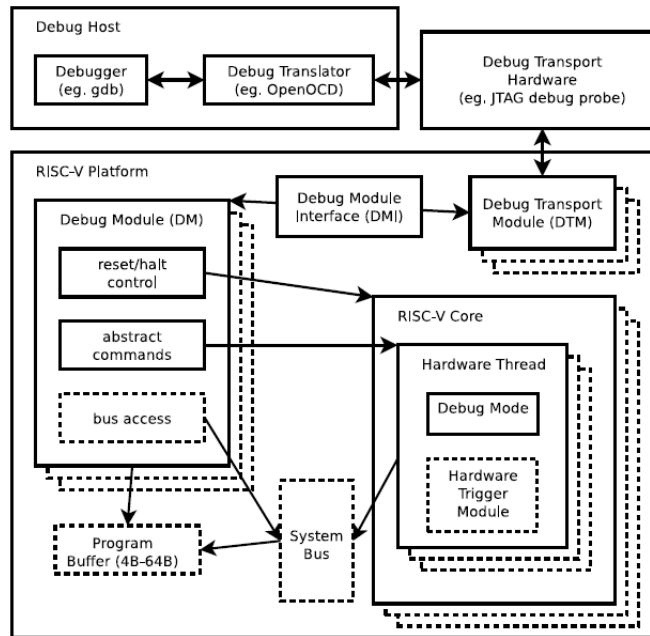 Debug Host
Debugger
(eg. gdb)
Debug Translator
(eg. OpenOCD)
Debug Transport
Hardware
(eg. JTAG debug probe)
RISC-V Platform
Debug Module (DM)
reset/halt
control
abstract
commands
bus access
Program
Buffer (4B-64B)
Debug Module
Interface (DMI)
Debug Transport
Module (DTM)
RISC-V Core
Hardware Thread
Debug Mode
Hardware
Trigger
Module
System
Bus